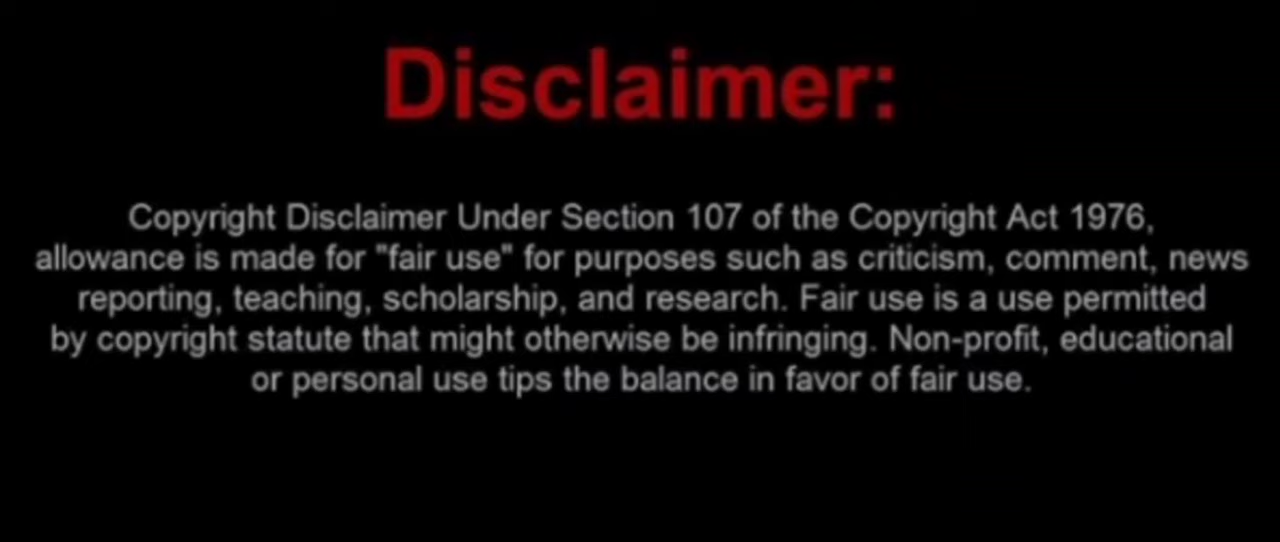 Disclaimer:
Copyright Disclaimer Under Section 107 of the Copyright Act 1976,
allowance is made for "fair use" for purposes such as criticism, comment, news
reporting, teaching, scholarship, and research. Fair use is a use permitted
by copyright statute that might otherwise be infringing. Non-profit, educational
or personal use tips the balance in favor of fair use.